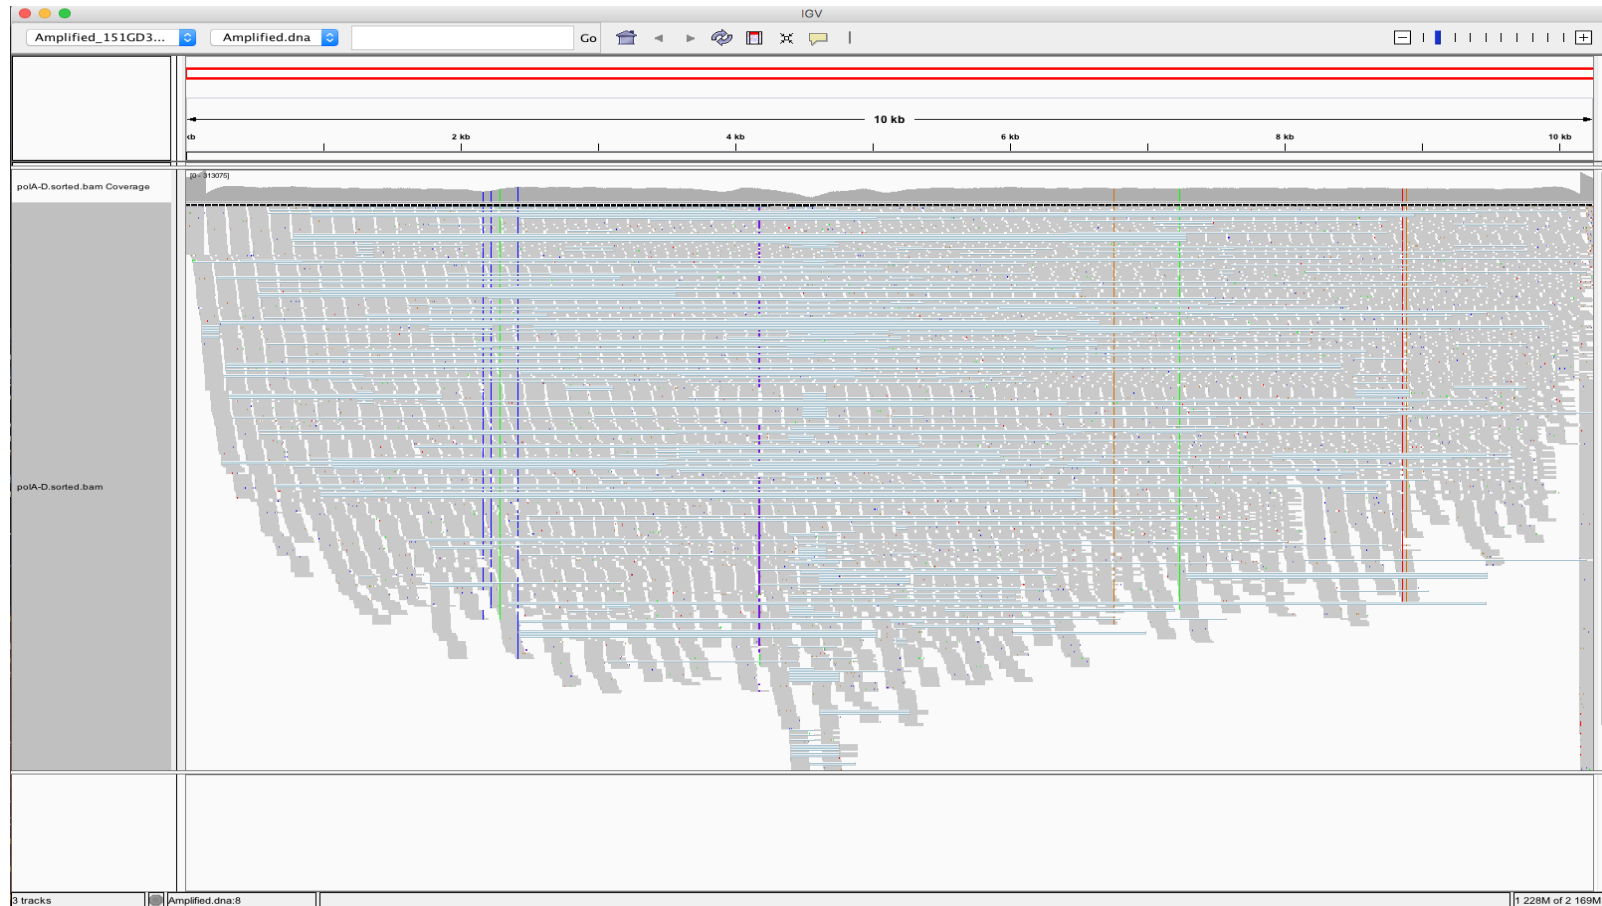 IGV
Amplified_151GD3... Amplified.dna Go
10 kb
kb 2 kb 4 kb 6 kb 8 kb 10 kb
[0 - 313075]
polA-D.sorted.bam Coverage
polA-D.sorted.bam
3 tracks Amplified.dna:8 1 228M of 2 169M